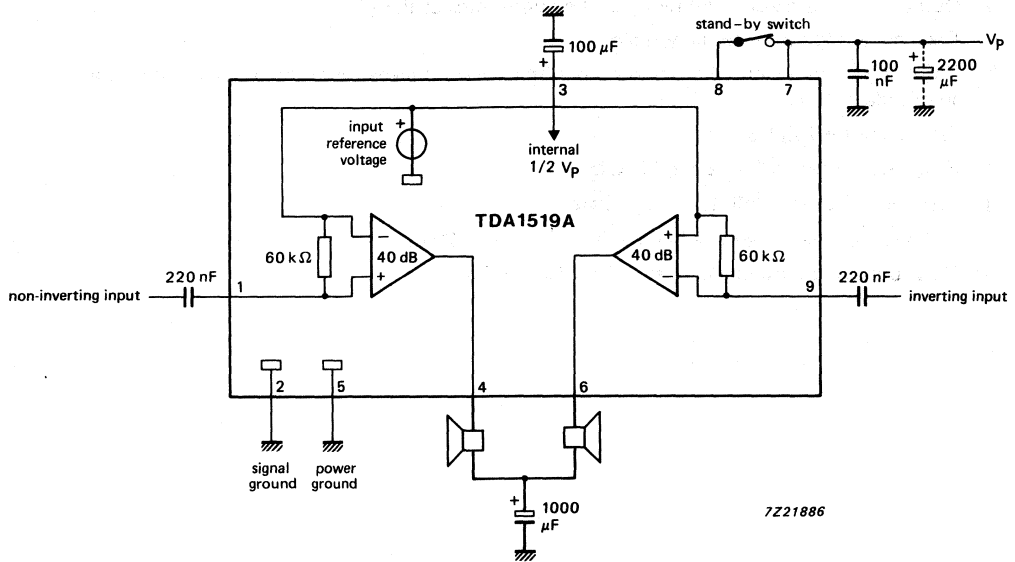 stand–by switch
VP
100 µF
+
3
8
7
100
nF
+
2200
µF
+
input
reference
voltage
internal
1/2 VP
TDA1519A
60 kΩ
–
40 dB
+
+
40 dB
–
60 kΩ
220 nF
non-inverting input
1
9
220 nF
inverting input
2
5
4
6
signal
ground
power
ground
+
1000
µF
7Z21886